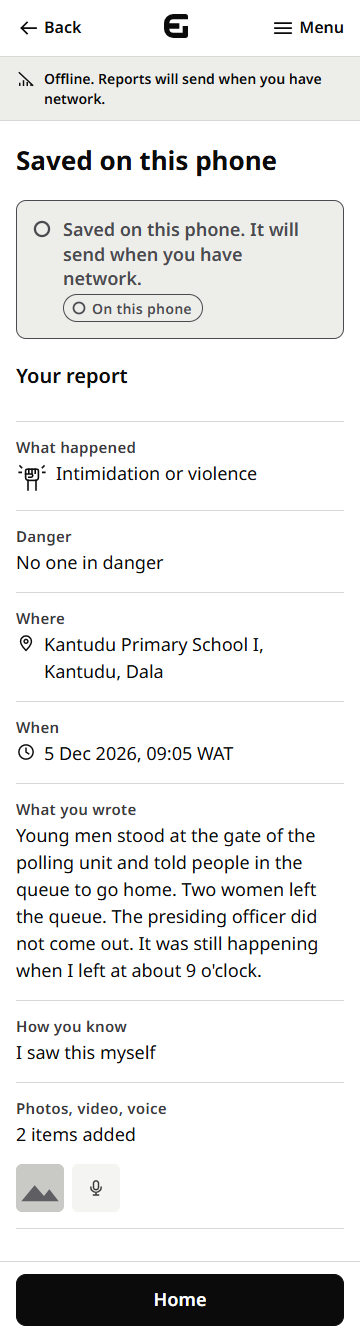 Back
Menu
Offline. Reports will send when you have
network.
Saved on this phone
Saved on this phone. It will
send when you have
network.
On this phone
Your report
What happened
Intimidation or violence
Danger
No one in danger
Where
Kantudu Primary School I,
Kantudu, Dala
When
5 Dec 2026, 09:05 WAT
What you wrote
Young men stood at the gate of the
polling unit and told people in the
queue to go home. Two women left
the queue. The presiding officer did
not come out. It was still happening
when I left at about 9 o'clock.
How you know
I saw this myself
Photos, video, voice
2 items added
Home